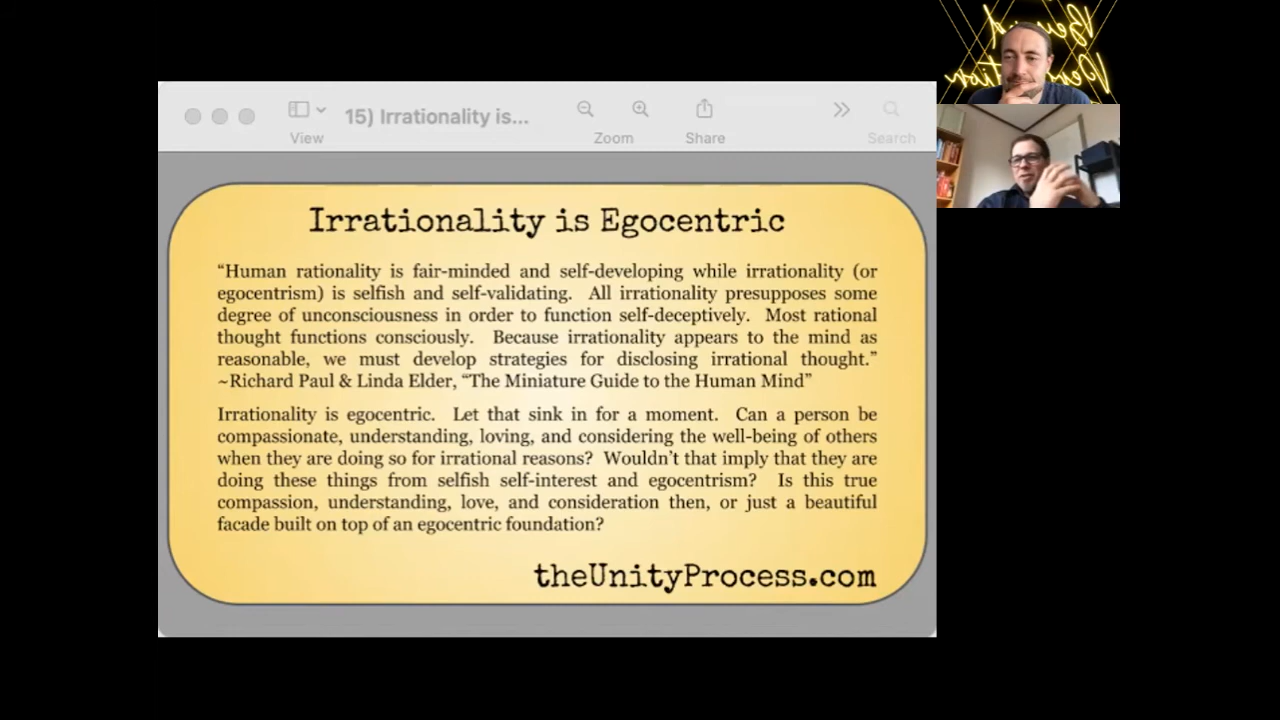 15) Irrationality is...
View
Zoom
Share
Search
Irrationality is Egocentric
“Human rationality is fair-minded and self-developing while irrationality (or
egocentrism) is selfish and self-validating.  All irrationality presupposes some
degree of unconsciousness in order to function self-deceptively.  Most rational
thought functions consciously.  Because irrationality appears to the mind as
reasonable, we must develop strategies for disclosing irrational thought.”
~Richard Paul & Linda Elder, “The Miniature Guide to the Human Mind”
Irrationality is egocentric.  Let that sink in for a moment.  Can a person be
compassionate, understanding, loving, and considering the well-being of others
when they are doing so for irrational reasons?  Wouldn’t that imply that they are
doing these things from selfish self-interest and egocentrism?  Is this true
compassion, understanding, love, and consideration then, or just a beautiful
facade built on top of an egocentric foundation?
theUnityProcess.com